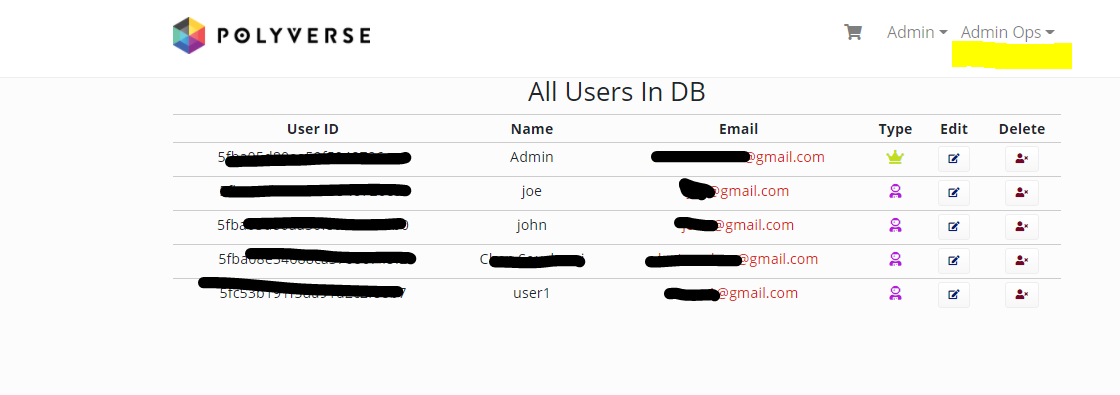 POLYVERSE
Admin Admin Ops
All Users In DB
User ID Name Email Type Edit Delete
Admin @gmail.com
joe @gmail.com
john @gmail.com
@gmail.com
user1 @gmail.com